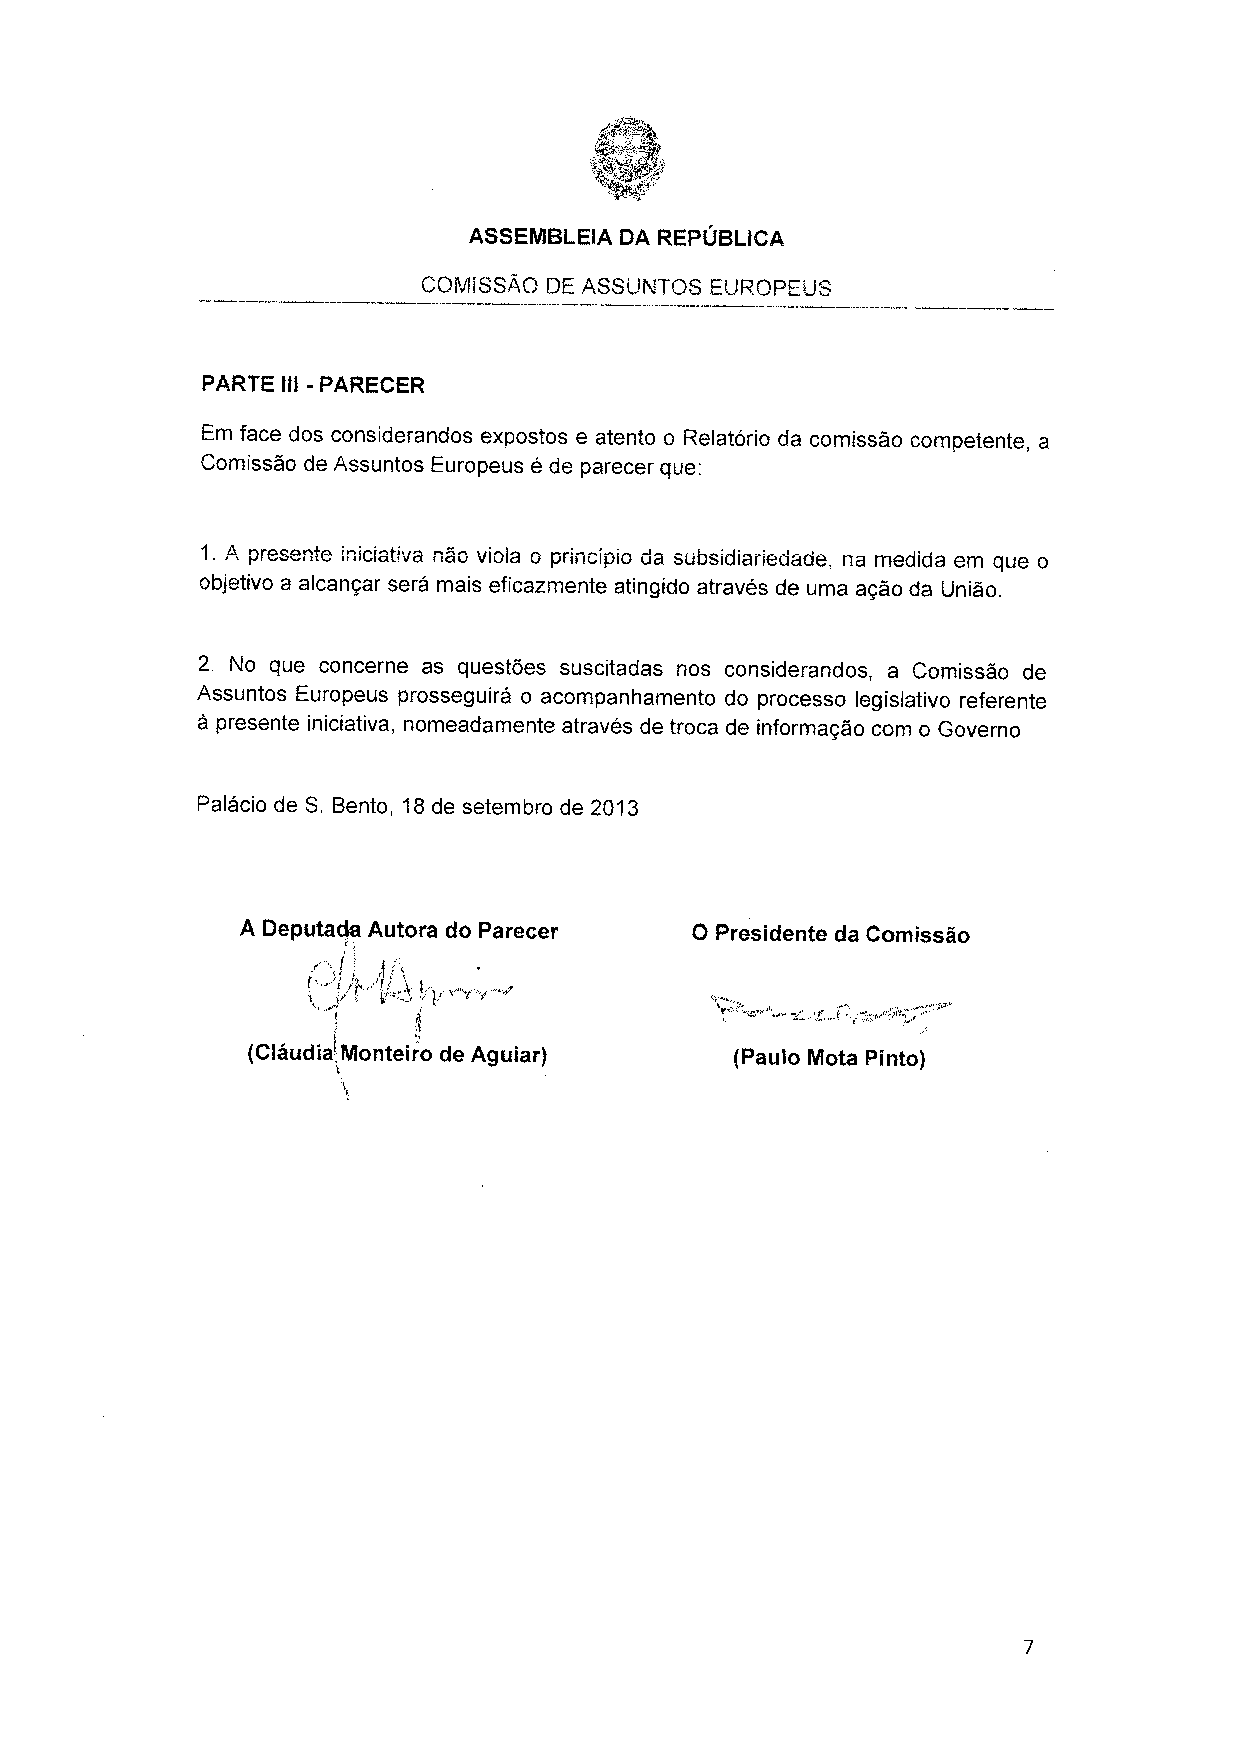 ASSEMBLEIA DA REPÚBLICA
COMISSÃO DE ASSUNTOS EUROPEUS
PARTE III - PARECER
Em face dos considerandos expostos e atento o Relatório da comissão competente, a
Comissão de Assuntos Europeus é de parecer que:
1. A presente iniciativa não viola o princípio da subsidiariedade, na medida em que o
objetivo a alcançar será mais eficazmente atingido através de uma ação da União.
2. No que concerne as questões suscitadas nos considerandos, a Comissão de
Assuntos Europeus prosseguirá o acompanhamento do processo legislativo referente
à presente iniciativa, nomeadamente através de troca de informação com o Governo
Palácio de S. Bento, 18 de setembro de 2013
A Deputada Autora do Parecer O Presidente da Comissão
(Cláudia Monteiro de Aguiar) (Paulo Mota Pinto)
7